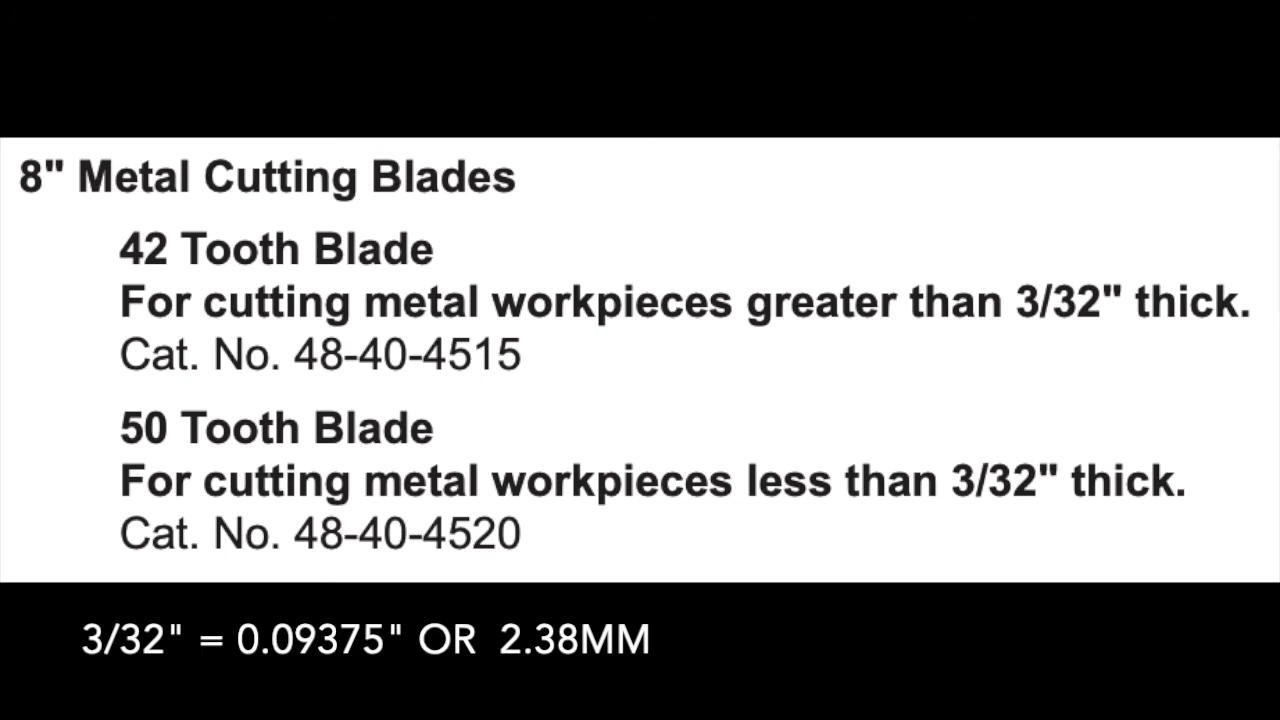 8" Metal Cutting Blades
42 Tooth Blade
For cutting metal workpieces greater than 3/32" thick.
Cat. No. 48-40-4515
50 Tooth Blade
For cutting metal workpieces less than 3/32" thick.
Cat. No. 48-40-4520
3/32" = 0.09375" OR 2.38MM